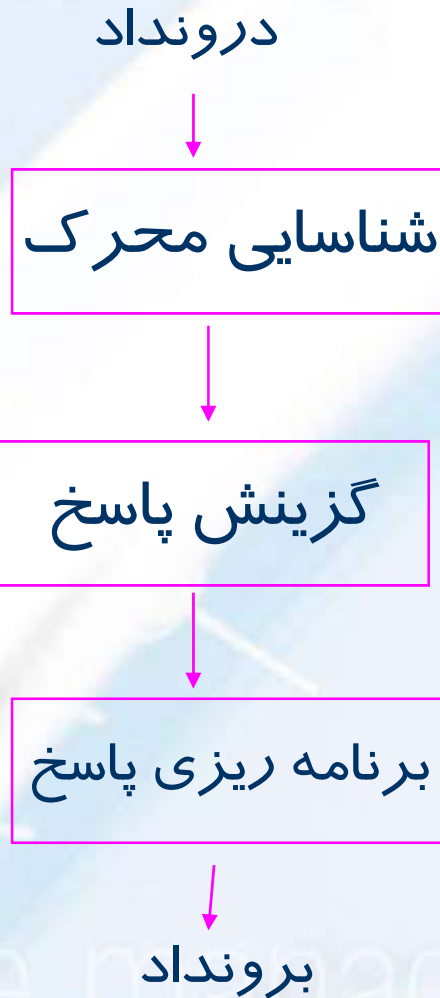 درونداد
شناسایی محرک
گزینش پاسخ
برنامه ریزی پاسخ
برونداد